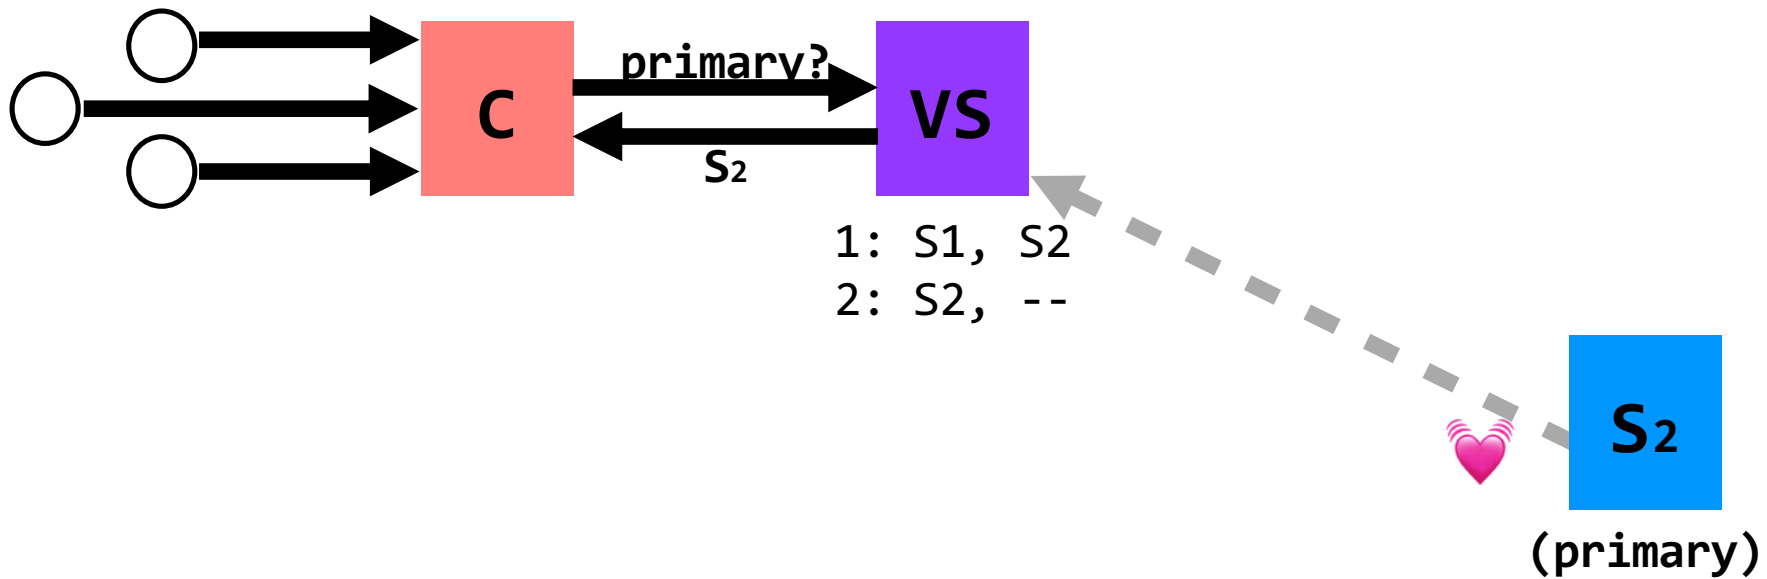 primary?
C
VS
S2
1: S1, S2
2: S2, --
S2
(primary)